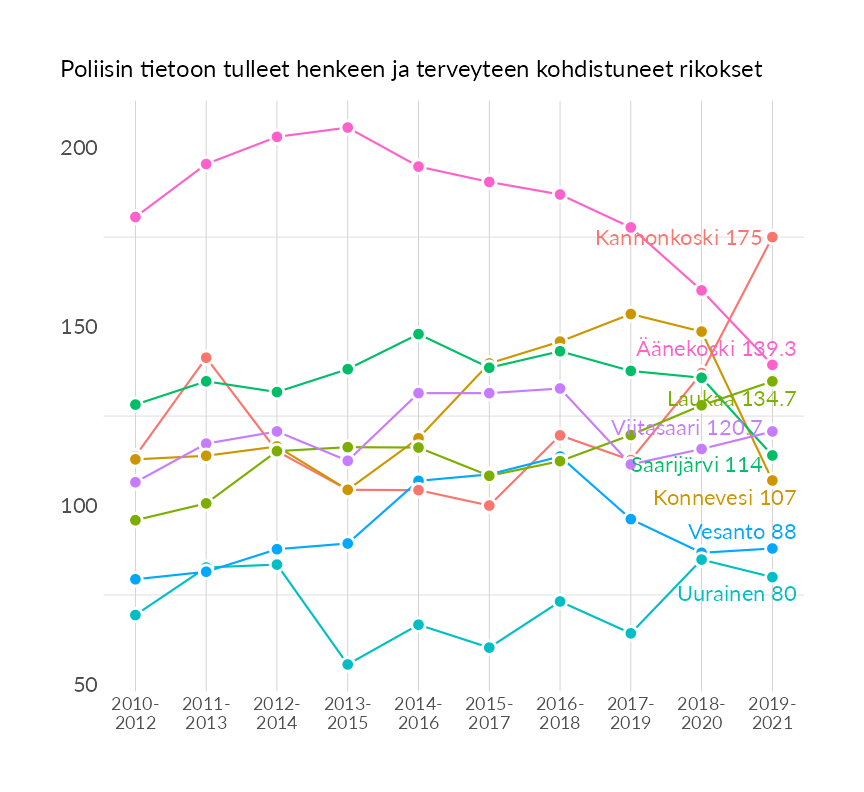 Poliisin tietoon tulleet henkeen ja terveyteen kohdistuneet rikokset
200
Kannonkoski 175
150
Äänekoski 139.3
Laukaa 134.7
Viitasaari 120.7
Saarijärvi 114
Konnevesi 107
100
Vesanto 88
Uurainen 80
50
2010- 2011- 2012- 2013- 2014- 2015- 2016- 2017- 2018- 2019-
2012 2013 2014 2015 2016 2017 2018 2019 2020 2021